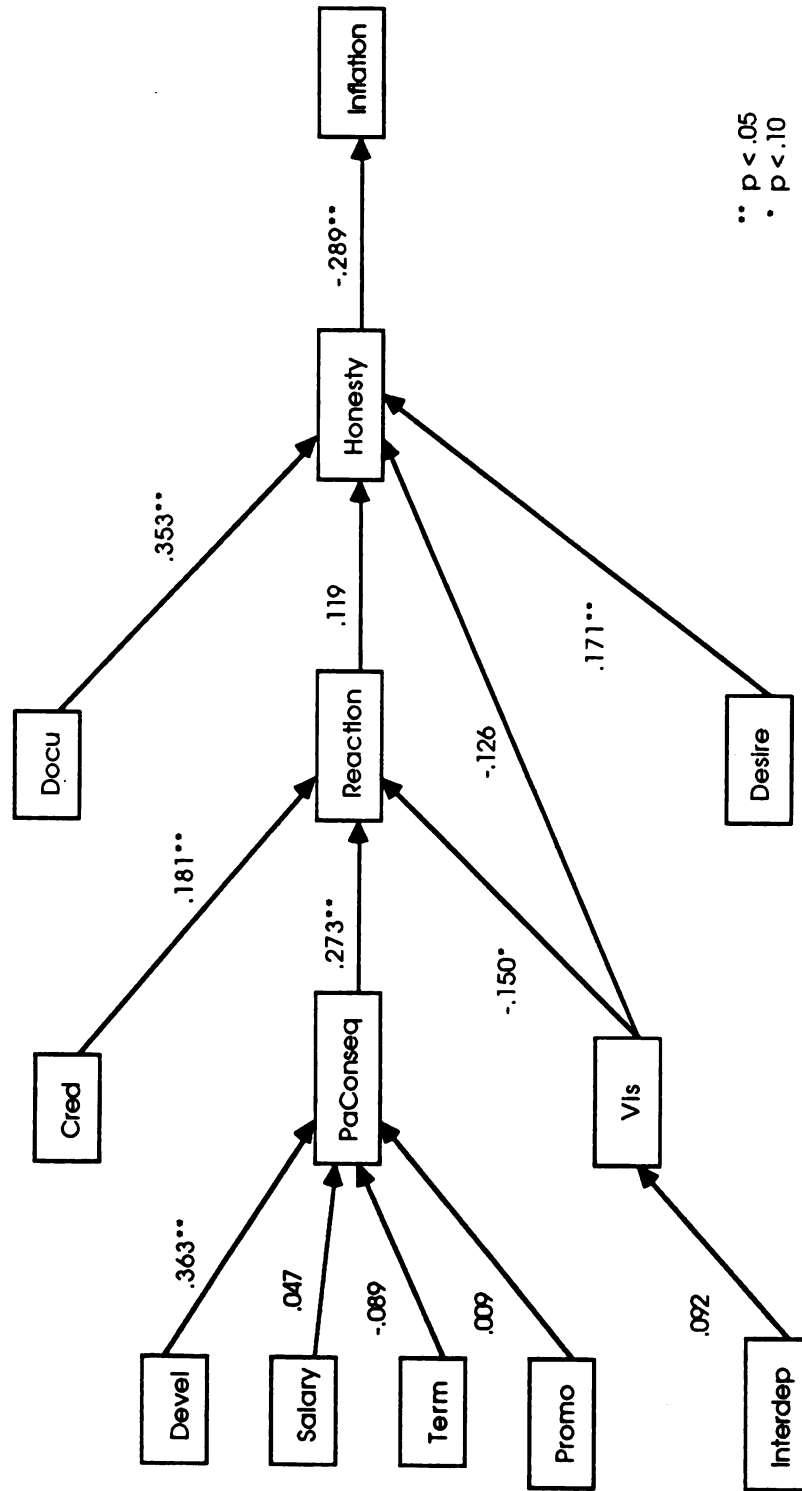 Docu
Cred
.353**
.181**
Devel
.363**
Salary
.047
PaConseq
.273**
Reaction
.119
Honesty
-.289**
Inflation
Term
-.089
Promo
.009
-.150*
-.126
.171**
Vis
Desire
Interdep
.092
** p < .05
* p < .10